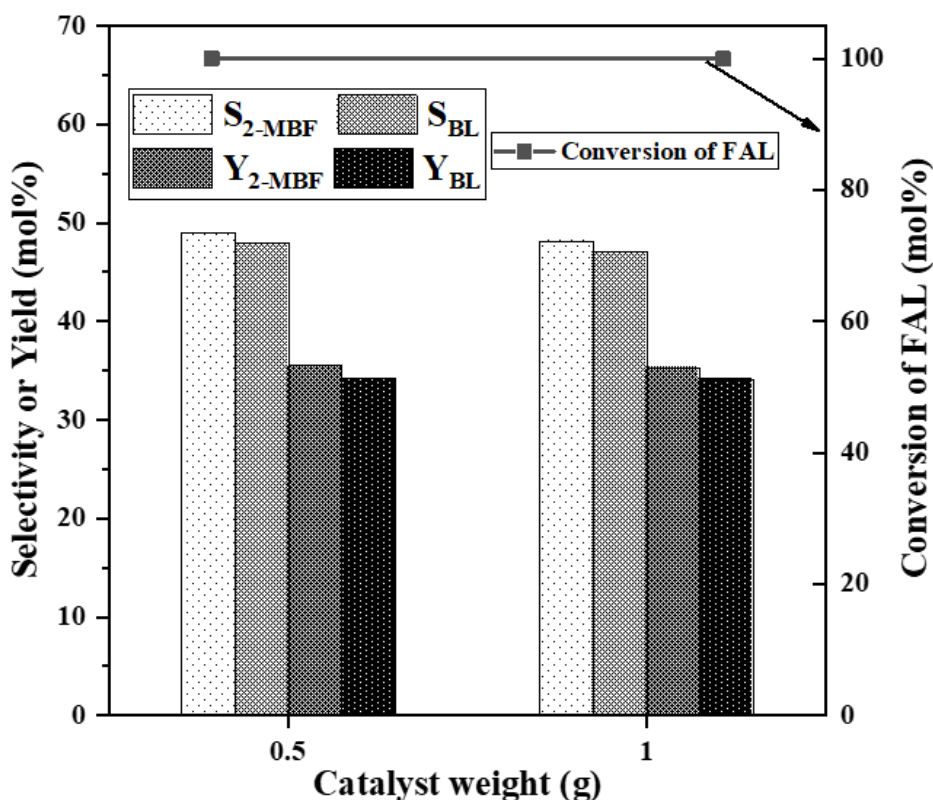 70
60
50
40
30
20
10
0
Selectivity or Yield (mol%)
S2-MBF
SBL
Y2-MBF
YBL
Conversion of FAL
100
80
60
40
20
0
Conversion of FAL (mol%)
0.5
1
Catalyst weight (g)